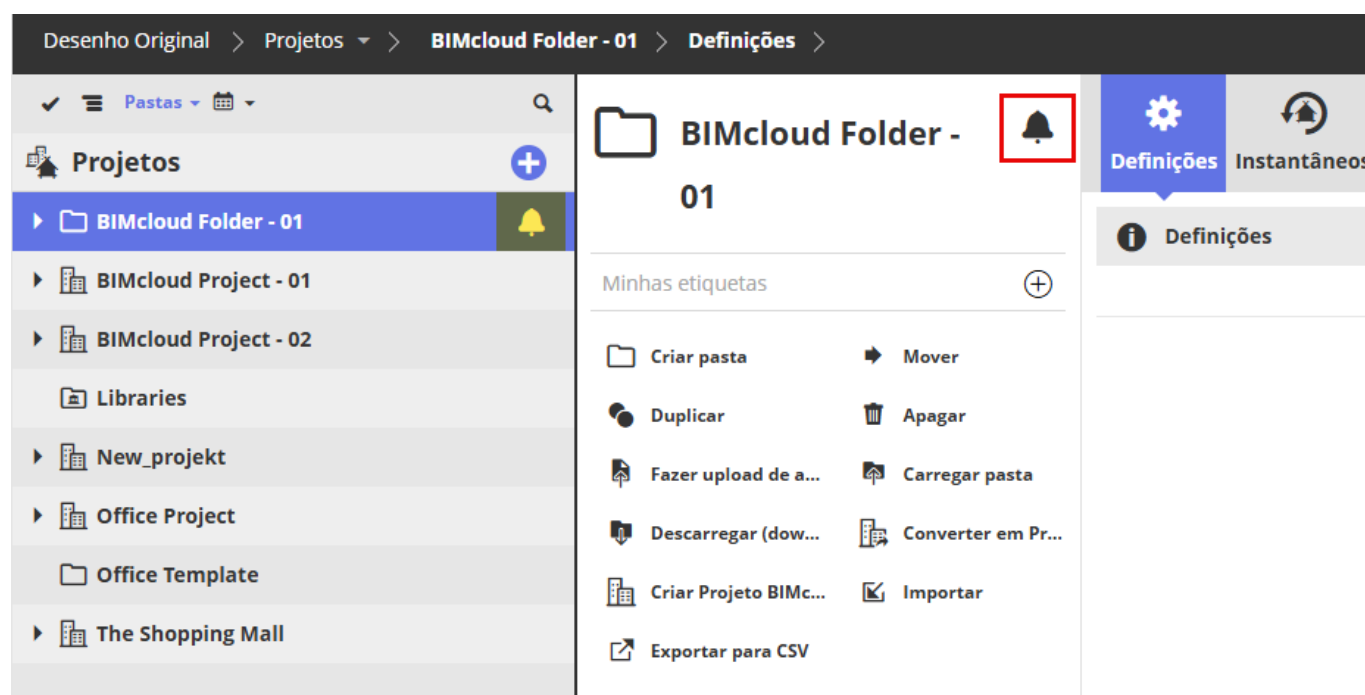 Desenho Original > Projetos > BIMcloud Folder - 01 > Definições >
Pastas
Projetos
BIMcloud Folder - 01
BIMcloud Project - 01
BIMcloud Project - 02
Libraries
New_projekt
Office Project
Office Template
The Shopping Mall
BIMcloud Folder -
01
Minhas etiquetas
Criar pasta
Mover
Duplicar
Apagar
Fazer upload de a...
Carregar pasta
Descarregar (dow...
Converter em Pr...
Criar Projeto BIMc...
Importar
Exportar para CSV
Definições
Instantâneos
Definições